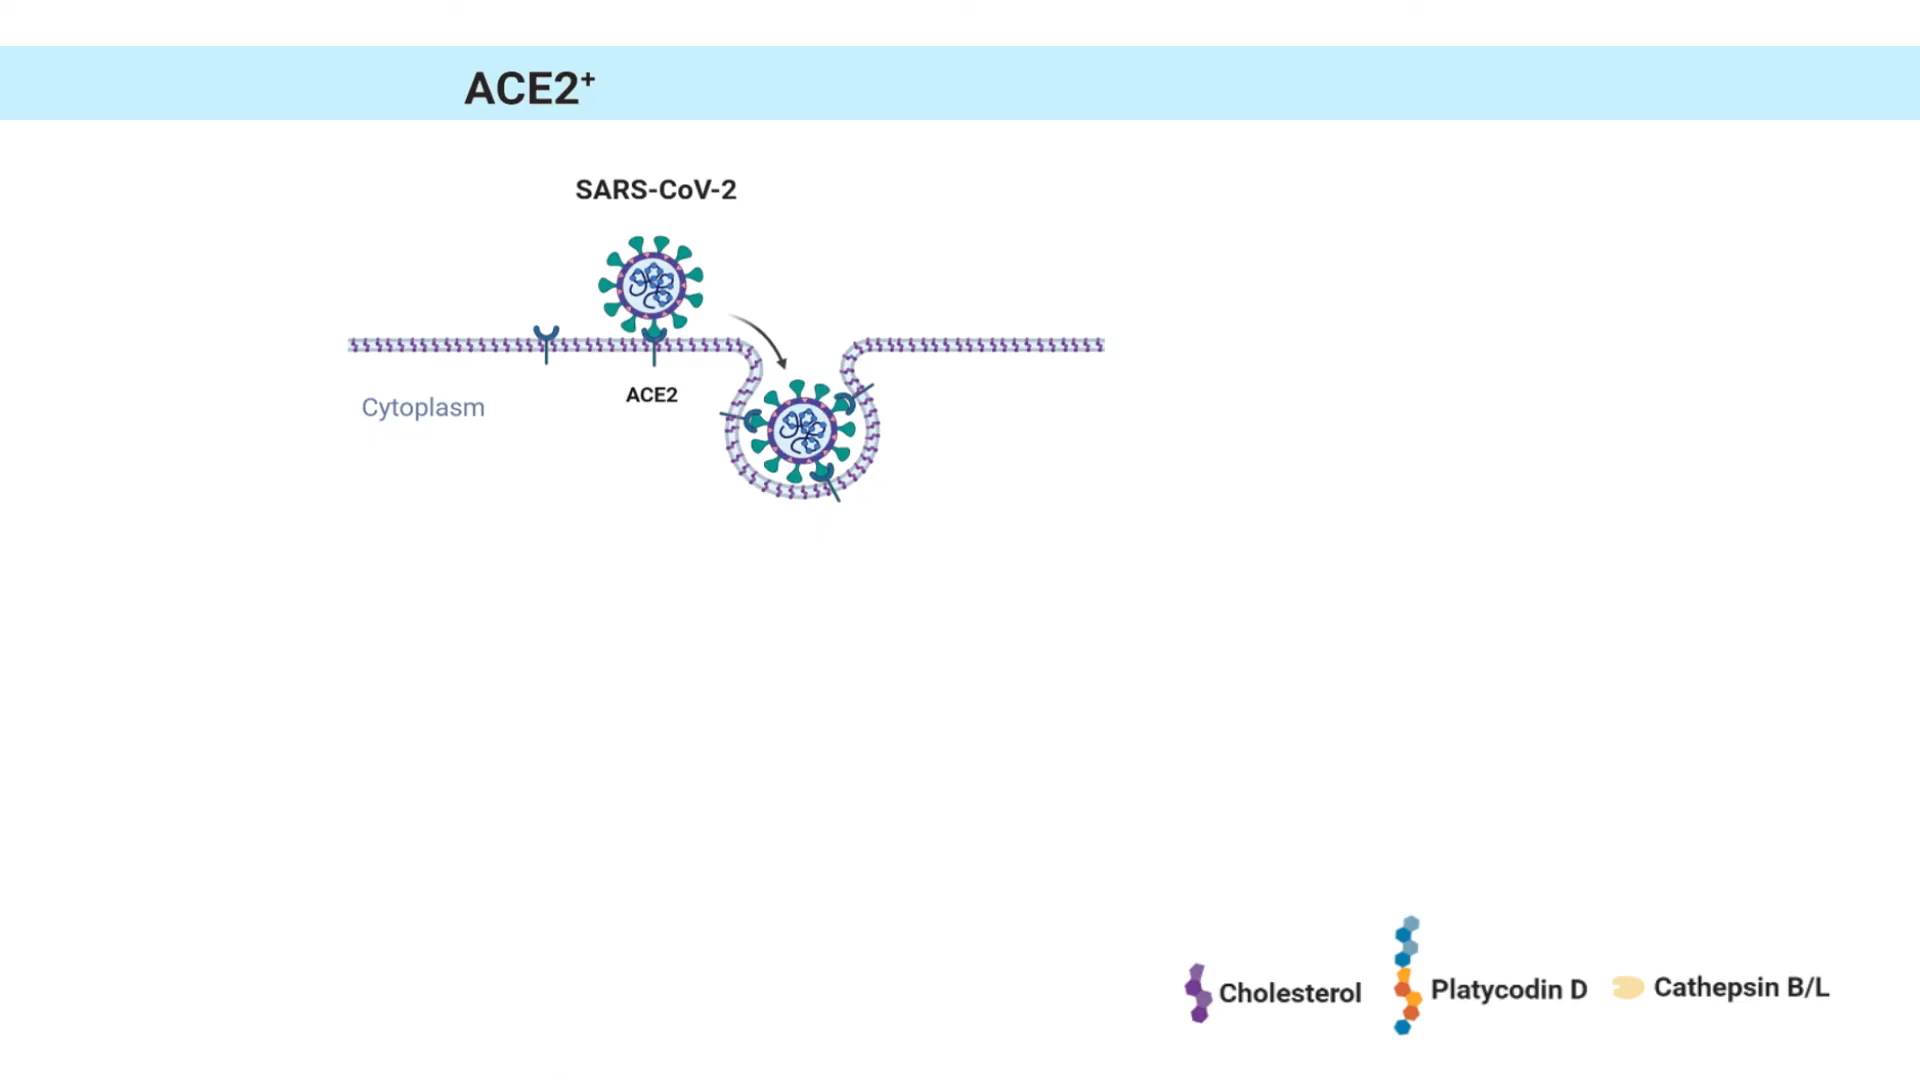 ACE2⁺
SARS-CoV-2
ACE2
Cytoplasm
Cholesterol
Platycodin D
Cathepsin B/L